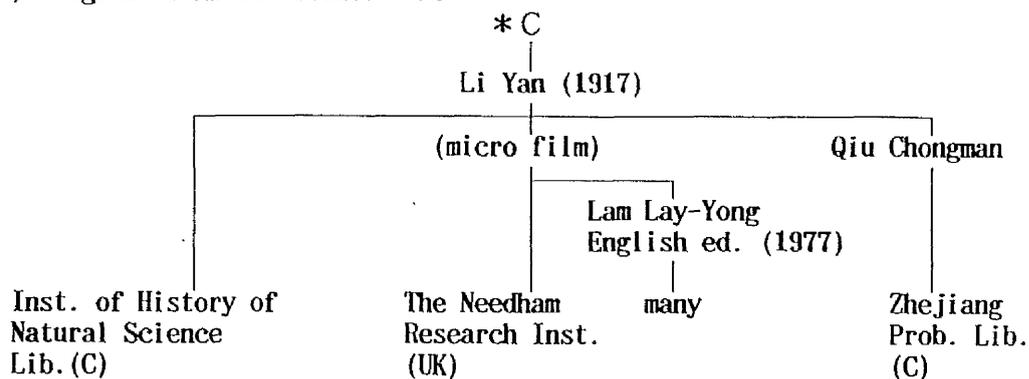 * C
Li Yan (1917)
(micro film)
Qiu Chongman
Lam Lay-Yong
English ed. (1977)
Inst. of History of
Natural Science
Lib. (C)
The Needham
Research Inst.
(UK)
many
Zhejiang
Prob. Lib.
(C)